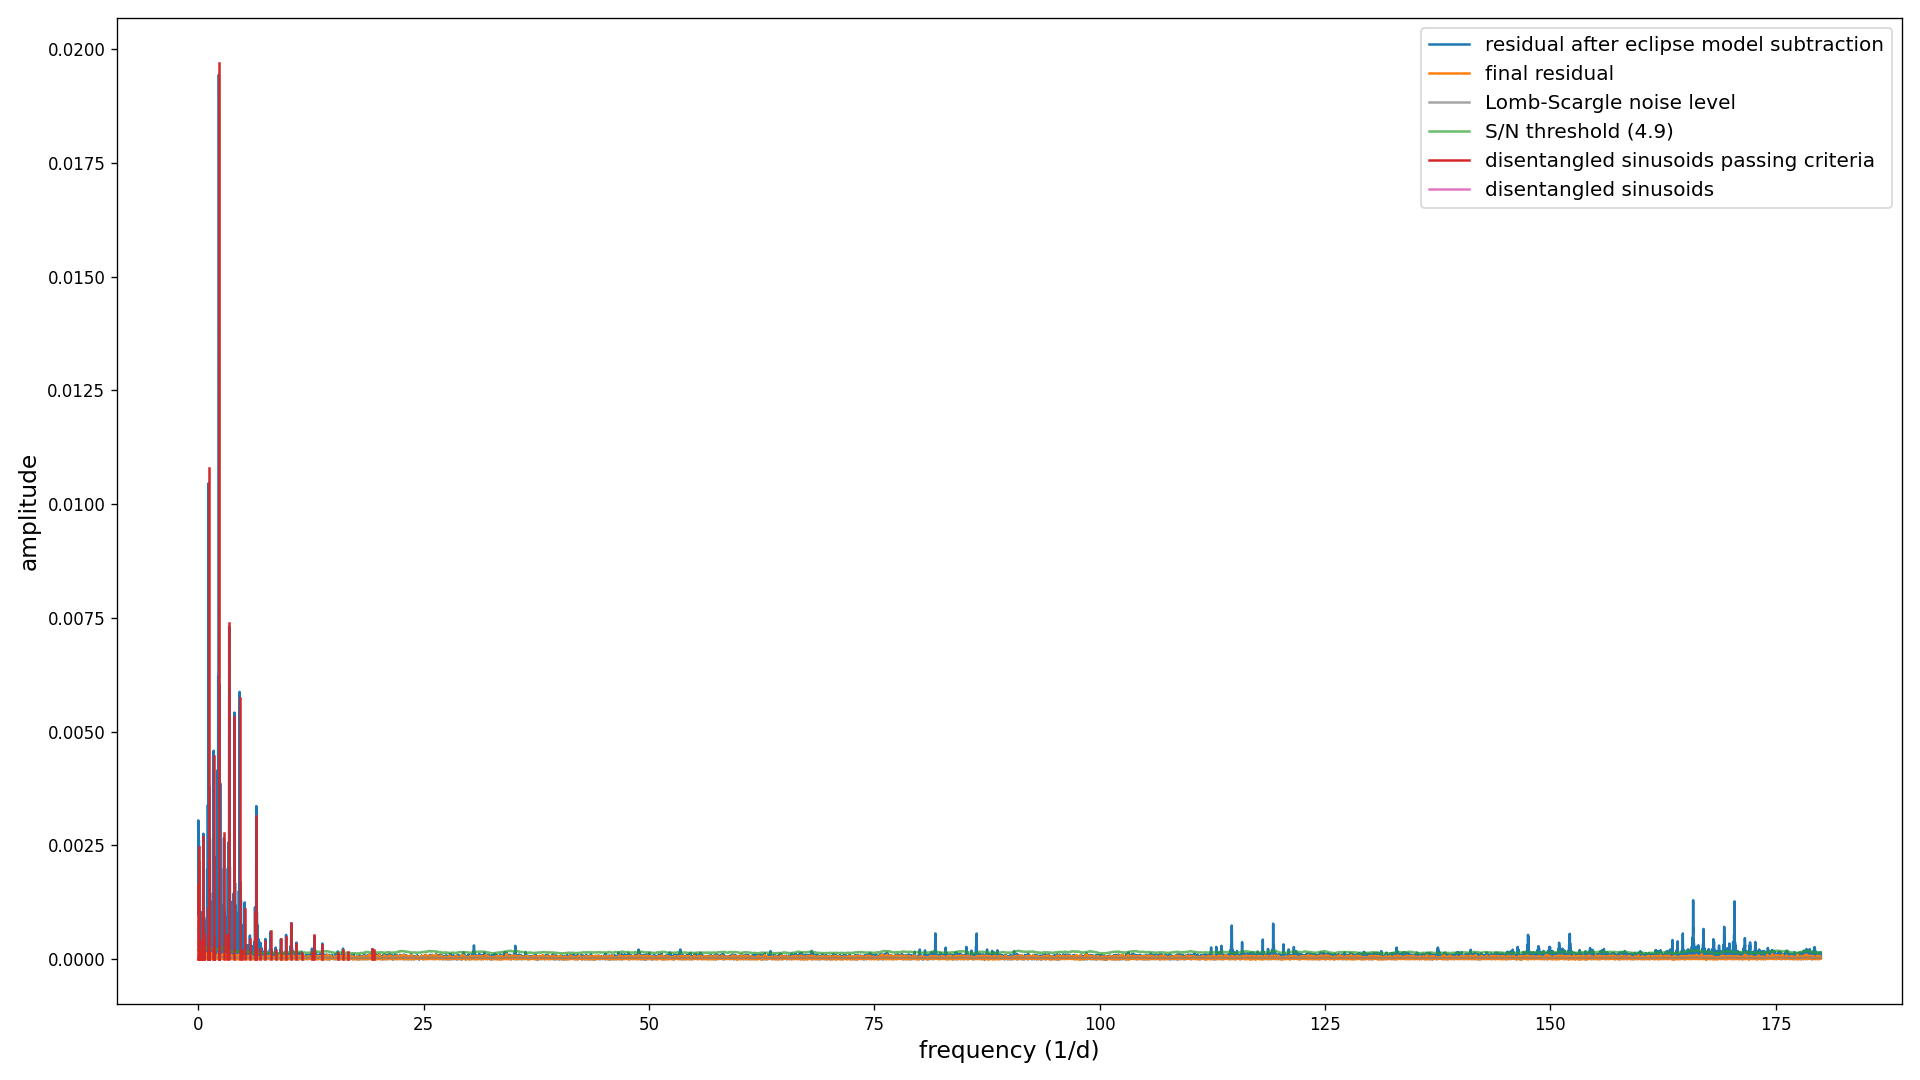 0.0200
0.0175
0.0150
0.0125
0.0100
0.0075
0.0050
0.0025
0.0000
amplitude
0 25 50 75 100 125 150 175
frequency (1/d)
residual after eclipse model subtraction
final residual
Lomb-Scargle noise level
S/N threshold (4.9)
disentangled sinusoids passing criteria
disentangled sinusoids